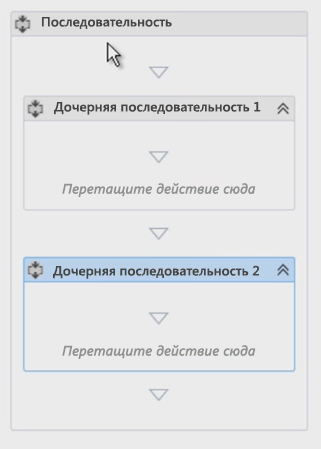 Последовательность
Дочерняя последовательность 1
Перетащите действие сюда
Дочерняя последовательность 2
Перетащите действие сюда